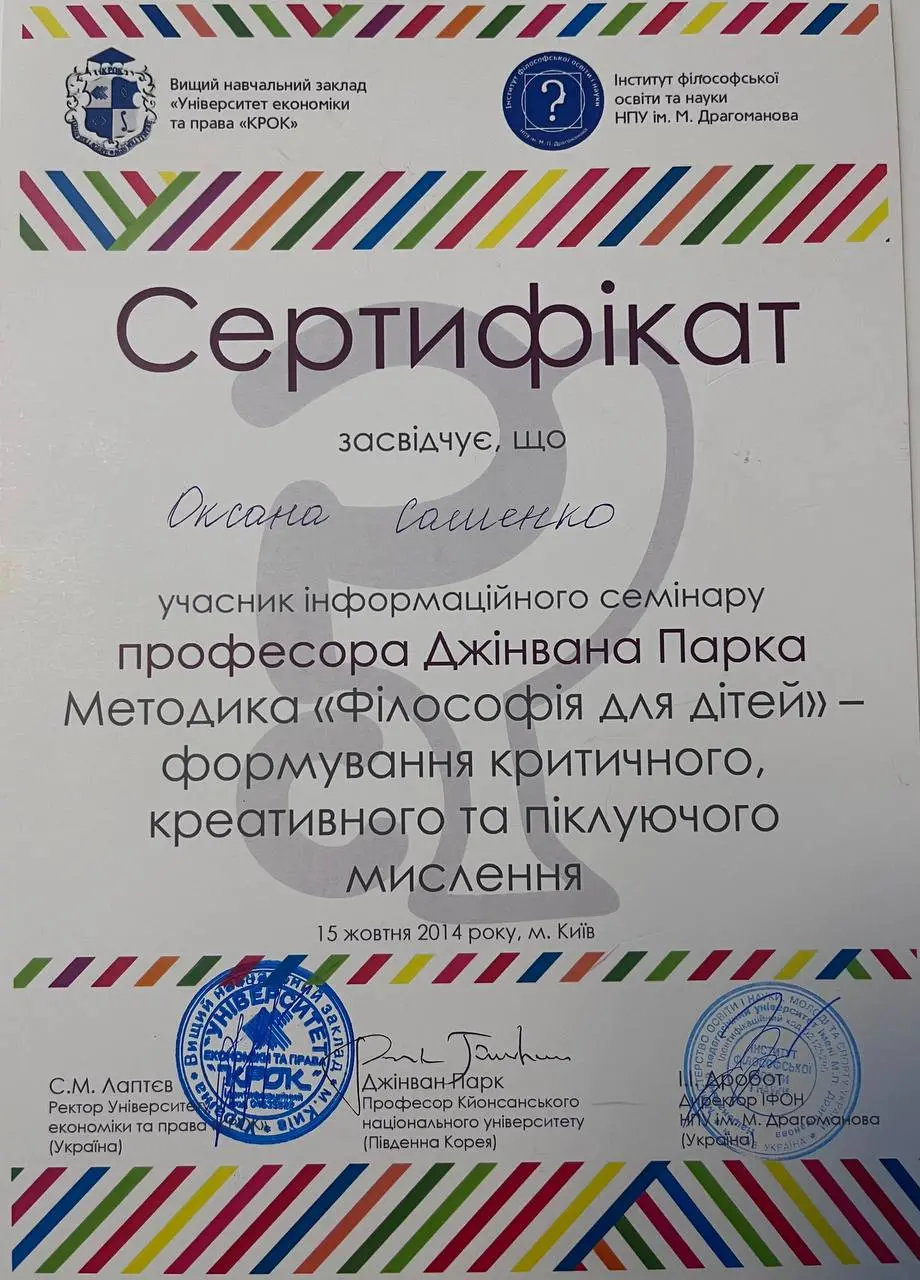 Вищий навчальний заклад
«Університет економіки
та права «КРОК»
Інститут філософської
освіти та науки
НПУ ім. М. Драгоманова
Сертифікат
засвідчує, що
Оксана Сашенко
учасник інформаційного семінару
професора Джінвана Парка
Методика «Філософія для дітей» –
формування критичного,
креативного та піклуючого
мислення
15 жовтня 2014 року, м. Київ
С.М. Лаптєв
Ректор Університету
економіки та права
(Україна)
Вищий навчальний заклад
УНІВЕРСИТЕТ
ЕКОНОМІКИ ТА ПРАВА
"КРОК"
м. Київ
Україна
Джінван Парк
Професор Кйонсанського
національного університету
(Південна Корея)
Дробот
Директор ІФОН
НПУ ім. М. Драгоманова
(Україна)
ІНСТИТУТ
ФІЛОСОФСЬКОЇ